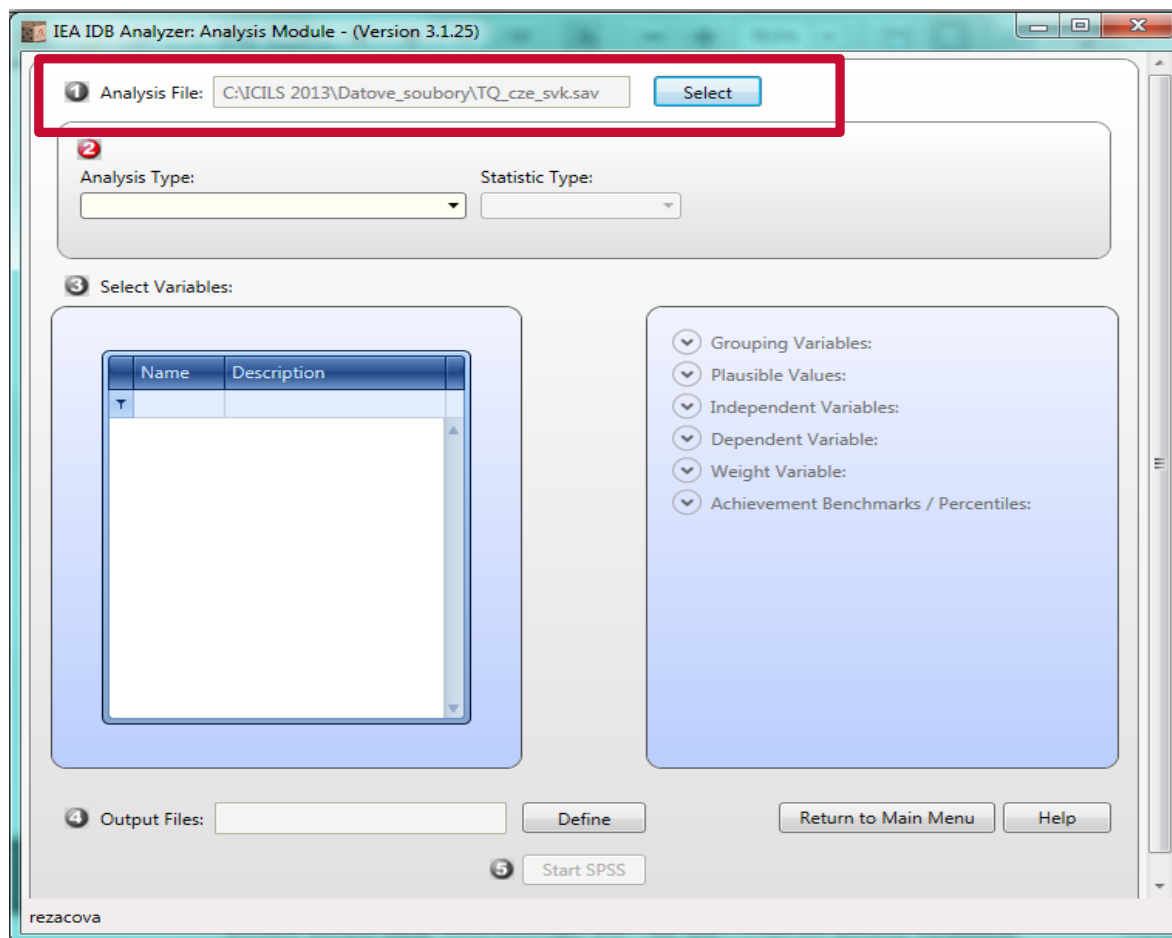 IEA IDB Analyzer: Analysis Module - (Version 3.1.25)
1 Analysis File: C:\ICILS 2013\Datove_soubory\TQ_cze_svk.sav Select
2
Analysis Type: Statistic Type:
3 Select Variables:
Name Description
Grouping Variables:
Plausible Values:
Independent Variables:
Dependent Variable:
Weight Variable:
Achievement Benchmarks / Percentiles:
4 Output Files: Define Return to Main Menu Help
5 Start SPSS
rezacova